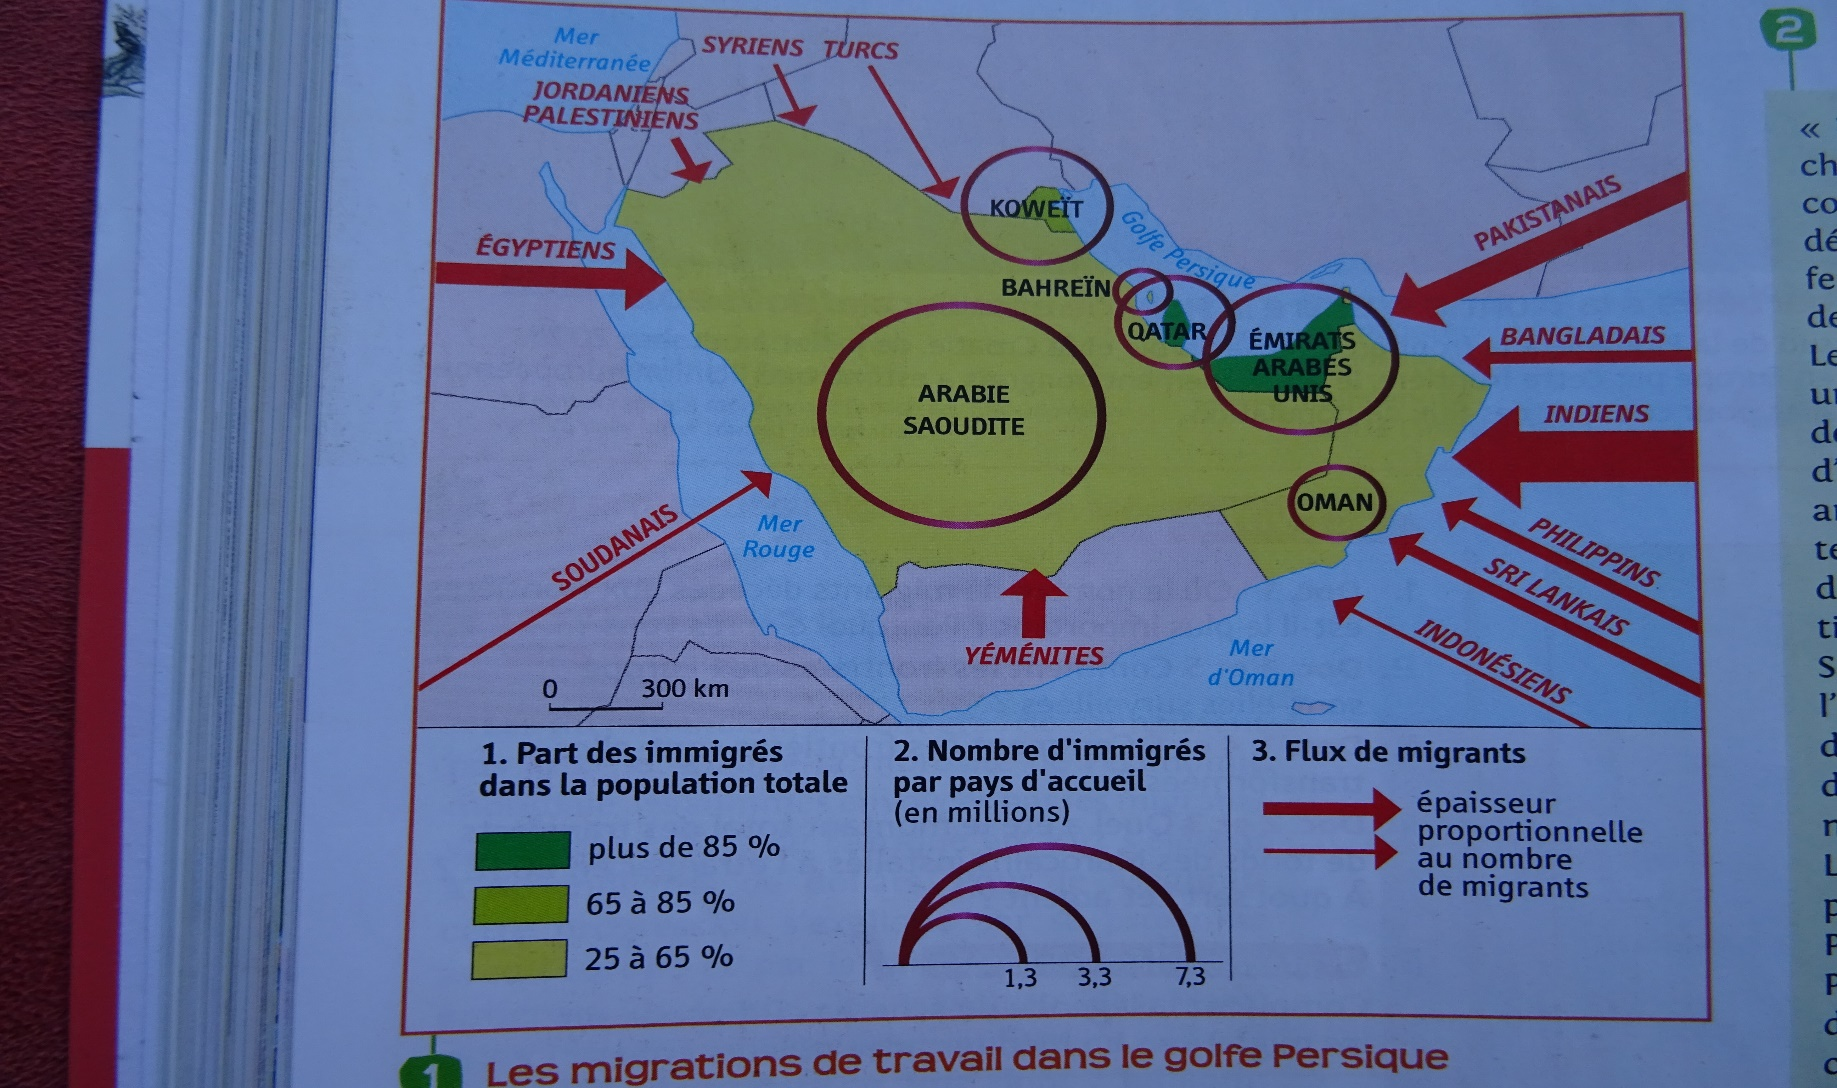 Mer
Méditerranée
SYRIENS TURCS
JORDANIENS
PALESTINIENS
KOWEÏT
Golfe Persique
PAKISTANAIS
ÉGYPTIENS
BAHREÏN
QATAR
ÉMIRATS
ARABES
UNIS
BANGLADAIS
ARABIE
SAOUDITE
INDIENS
OMAN
SOUDANAIS
Mer
Rouge
PHILIPPINS
SRI LANKAIS
INDONÉSIENS
YÉMÉNITES
Mer
d'Oman
0 300 km
1. Part des immigrés
dans la population totale
plus de 85 %
65 à 85 %
25 à 65 %
2. Nombre d'immigrés
par pays d'accueil
(en millions)
1,3 3,3 7,3
3. Flux de migrants
épaisseur
proportionnelle
au nombre
de migrants
1 Les migrations de travail dans le golfe Persique
2
«